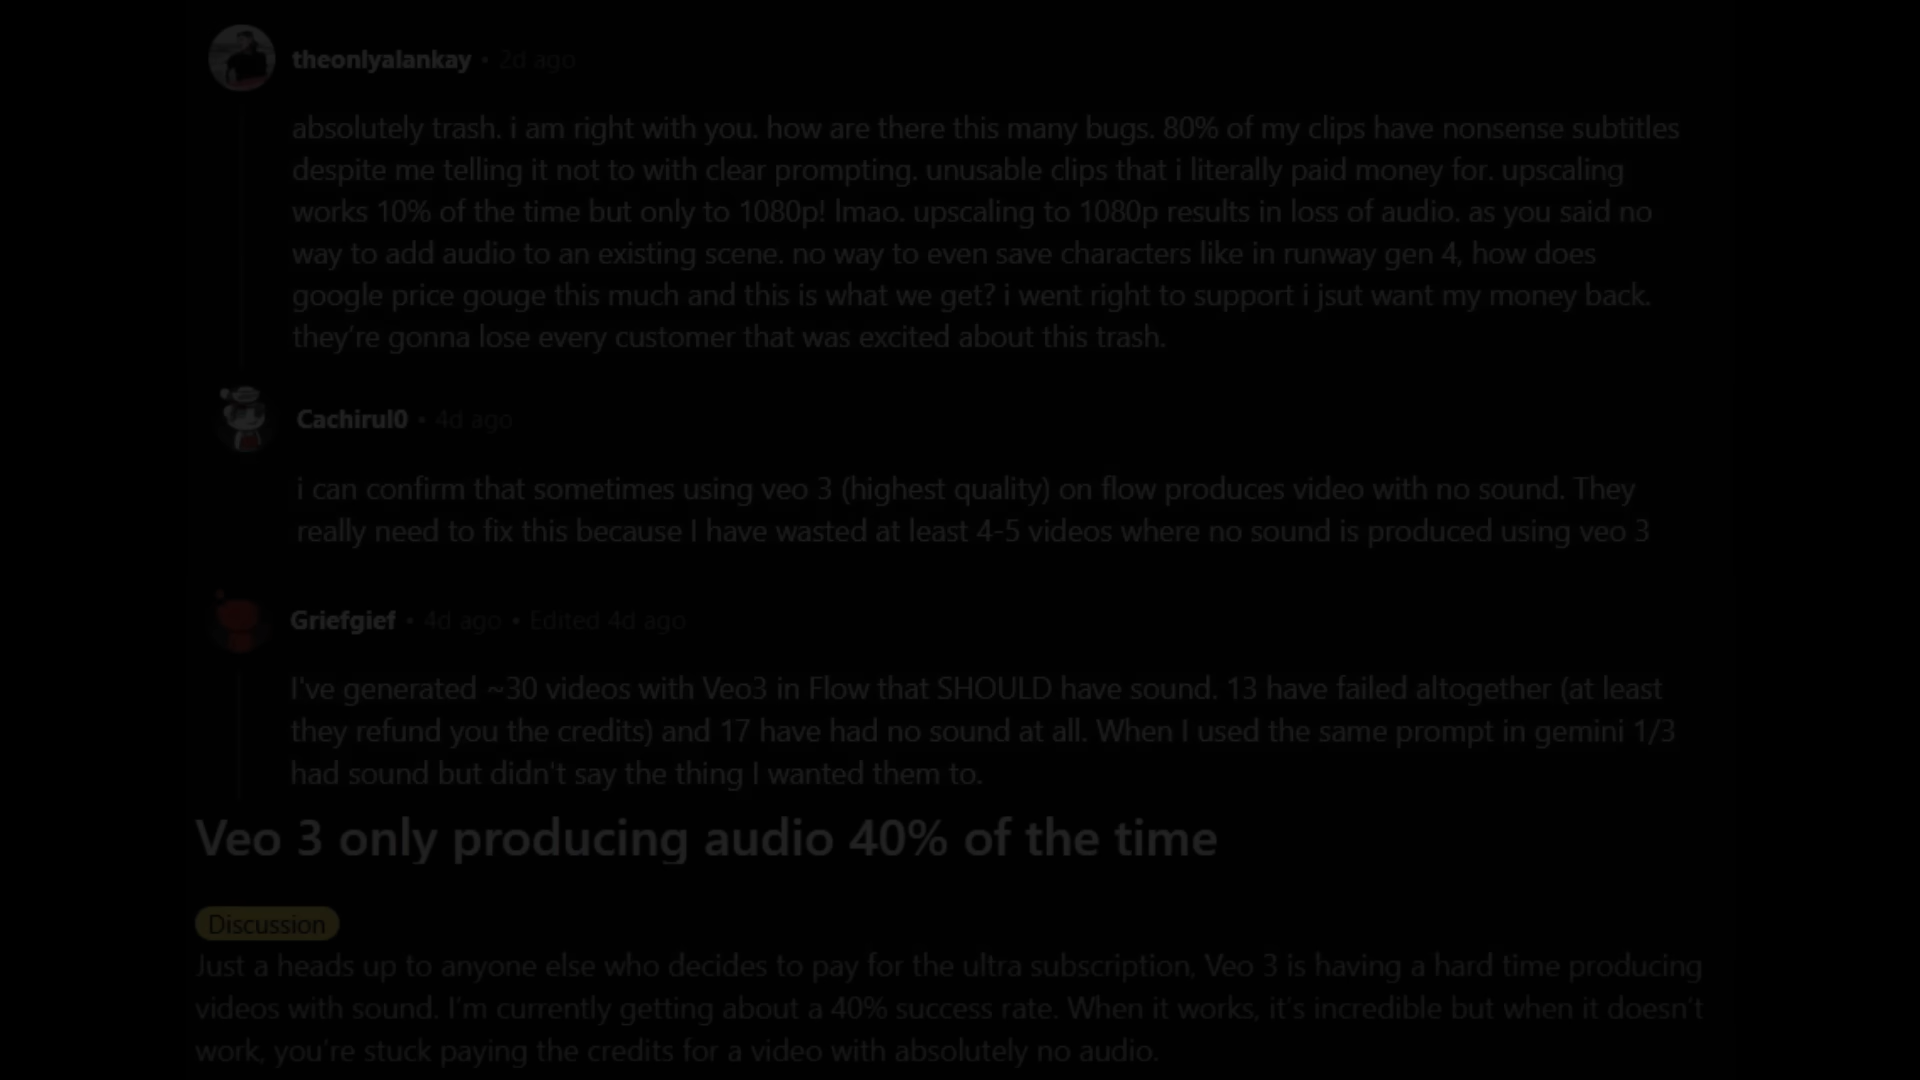 theonlyalankay • 2d ago
absolutely trash. i am right with you. how are there this many bugs. 80% of my clips have nonsense subtitles
despite me telling it not to with clear prompting. unusable clips that i literally paid money for. upscaling
works 10% of the time but only to 1080p! lmao. upscaling to 1080p results in loss of audio. as you said no
way to add audio to an existing scene. no way to even save characters like in runway gen 4, how does
google price gouge this much and this is what we get? i went right to support i jsut want my money back.
they're gonna lose every customer that was excited about this trash.
Cachirul0 • 4d ago
i can confirm that sometimes using veo 3 (highest quality) on flow produces video with no sound. They
really need to fix this because I have wasted at least 4-5 videos where no sound is produced using veo 3
Griefgief • 4d ago • Edited 4d ago
I've generated ~30 videos with Veo3 in Flow that SHOULD have sound. 13 have failed altogether (at least
they refund you the credits) and 17 have had no sound at all. When I used the same prompt in gemini 1/3
had sound but didn't say the thing I wanted them to.
Veo 3 only producing audio 40% of the time
Discussion
Just a heads up to anyone else who decides to pay for the ultra subscription, Veo 3 is having a hard time producing
videos with sound. I'm currently getting about a 40% success rate. When it works, it's incredible but when it doesn't
work, you're stuck paying the credits for a video with absolutely no audio.